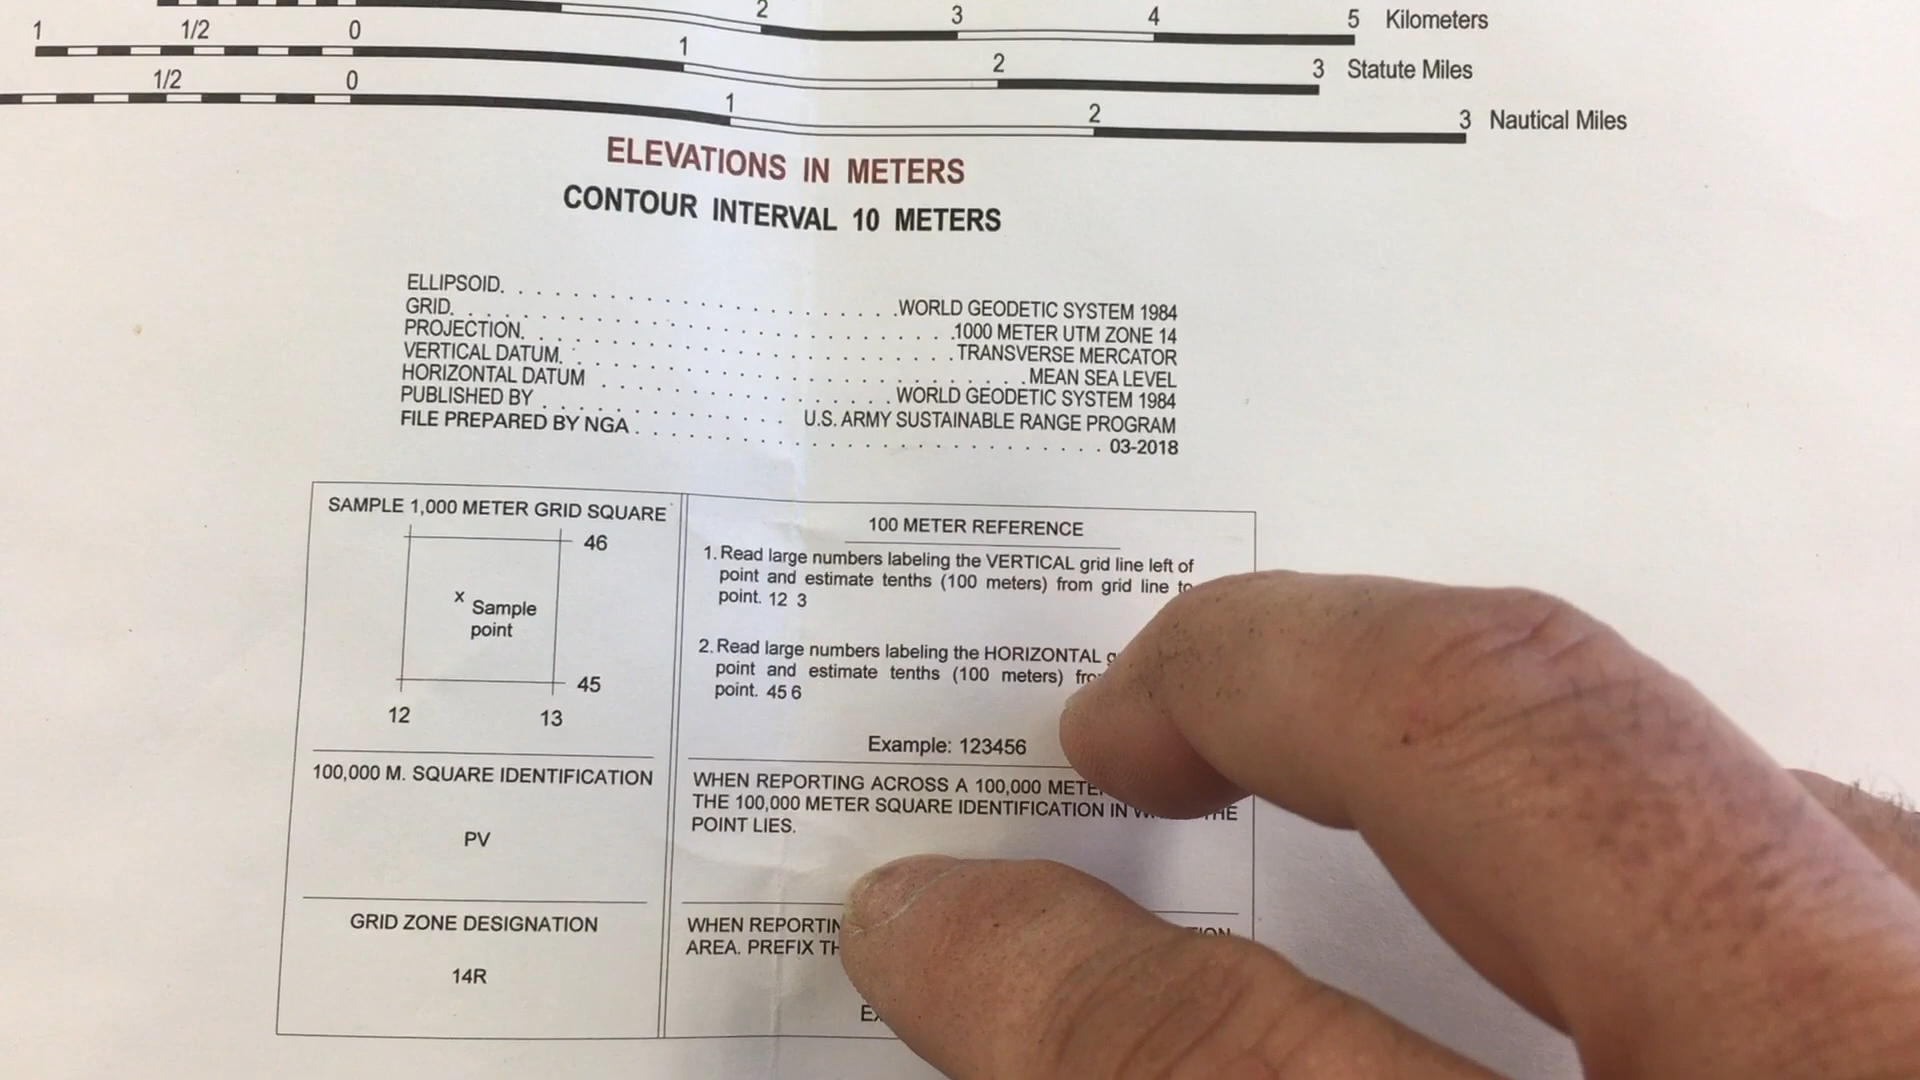 2 3 4 5 Kilometers
1 1/2 0 1 2 3 Statute Miles
1/2 0 1 2 3 Nautical Miles
ELEVATIONS IN METERS
CONTOUR INTERVAL 10 METERS
ELLIPSOID. . . . . . . . . . . . . . . . . . . WORLD GEODETIC SYSTEM 1984
GRID. . . . . . . . . . . . . . . . . . . 1000 METER UTM ZONE 14
PROJECTION. . . . . . . . . . . . . . . . . . . TRANSVERSE MERCATOR
VERTICAL DATUM. . . . . . . . . . . . . . . . . . . MEAN SEA LEVEL
HORIZONTAL DATUM . . . . . . . . . . . . . . . . . . . WORLD GEODETIC SYSTEM 1984
PUBLISHED BY . . . . . . . . . . . U.S. ARMY SUSTAINABLE RANGE PROGRAM
FILE PREPARED BY NGA . . . . . . . . . . . . . . . . . . . 03-2018
SAMPLE 1,000 METER GRID SQUARE
46
x Sample
point
45
12 13
100,000 M. SQUARE IDENTIFICATION
PV
GRID ZONE DESIGNATION
14R
100 METER REFERENCE
1. Read large numbers labeling the VERTICAL grid line left of
point and estimate tenths (100 meters) from grid line to
point. 12 3
2. Read large numbers labeling the HORIZONTAL
point and estimate tenths (100 meters)
point. 45 6
Example: 123456
WHEN REPORTING ACROSS A 100,000
THE 100,000 METER SQUARE IDENTIFICATION IN THE
POINT LIES.
WHEN
AREA. PREFIX